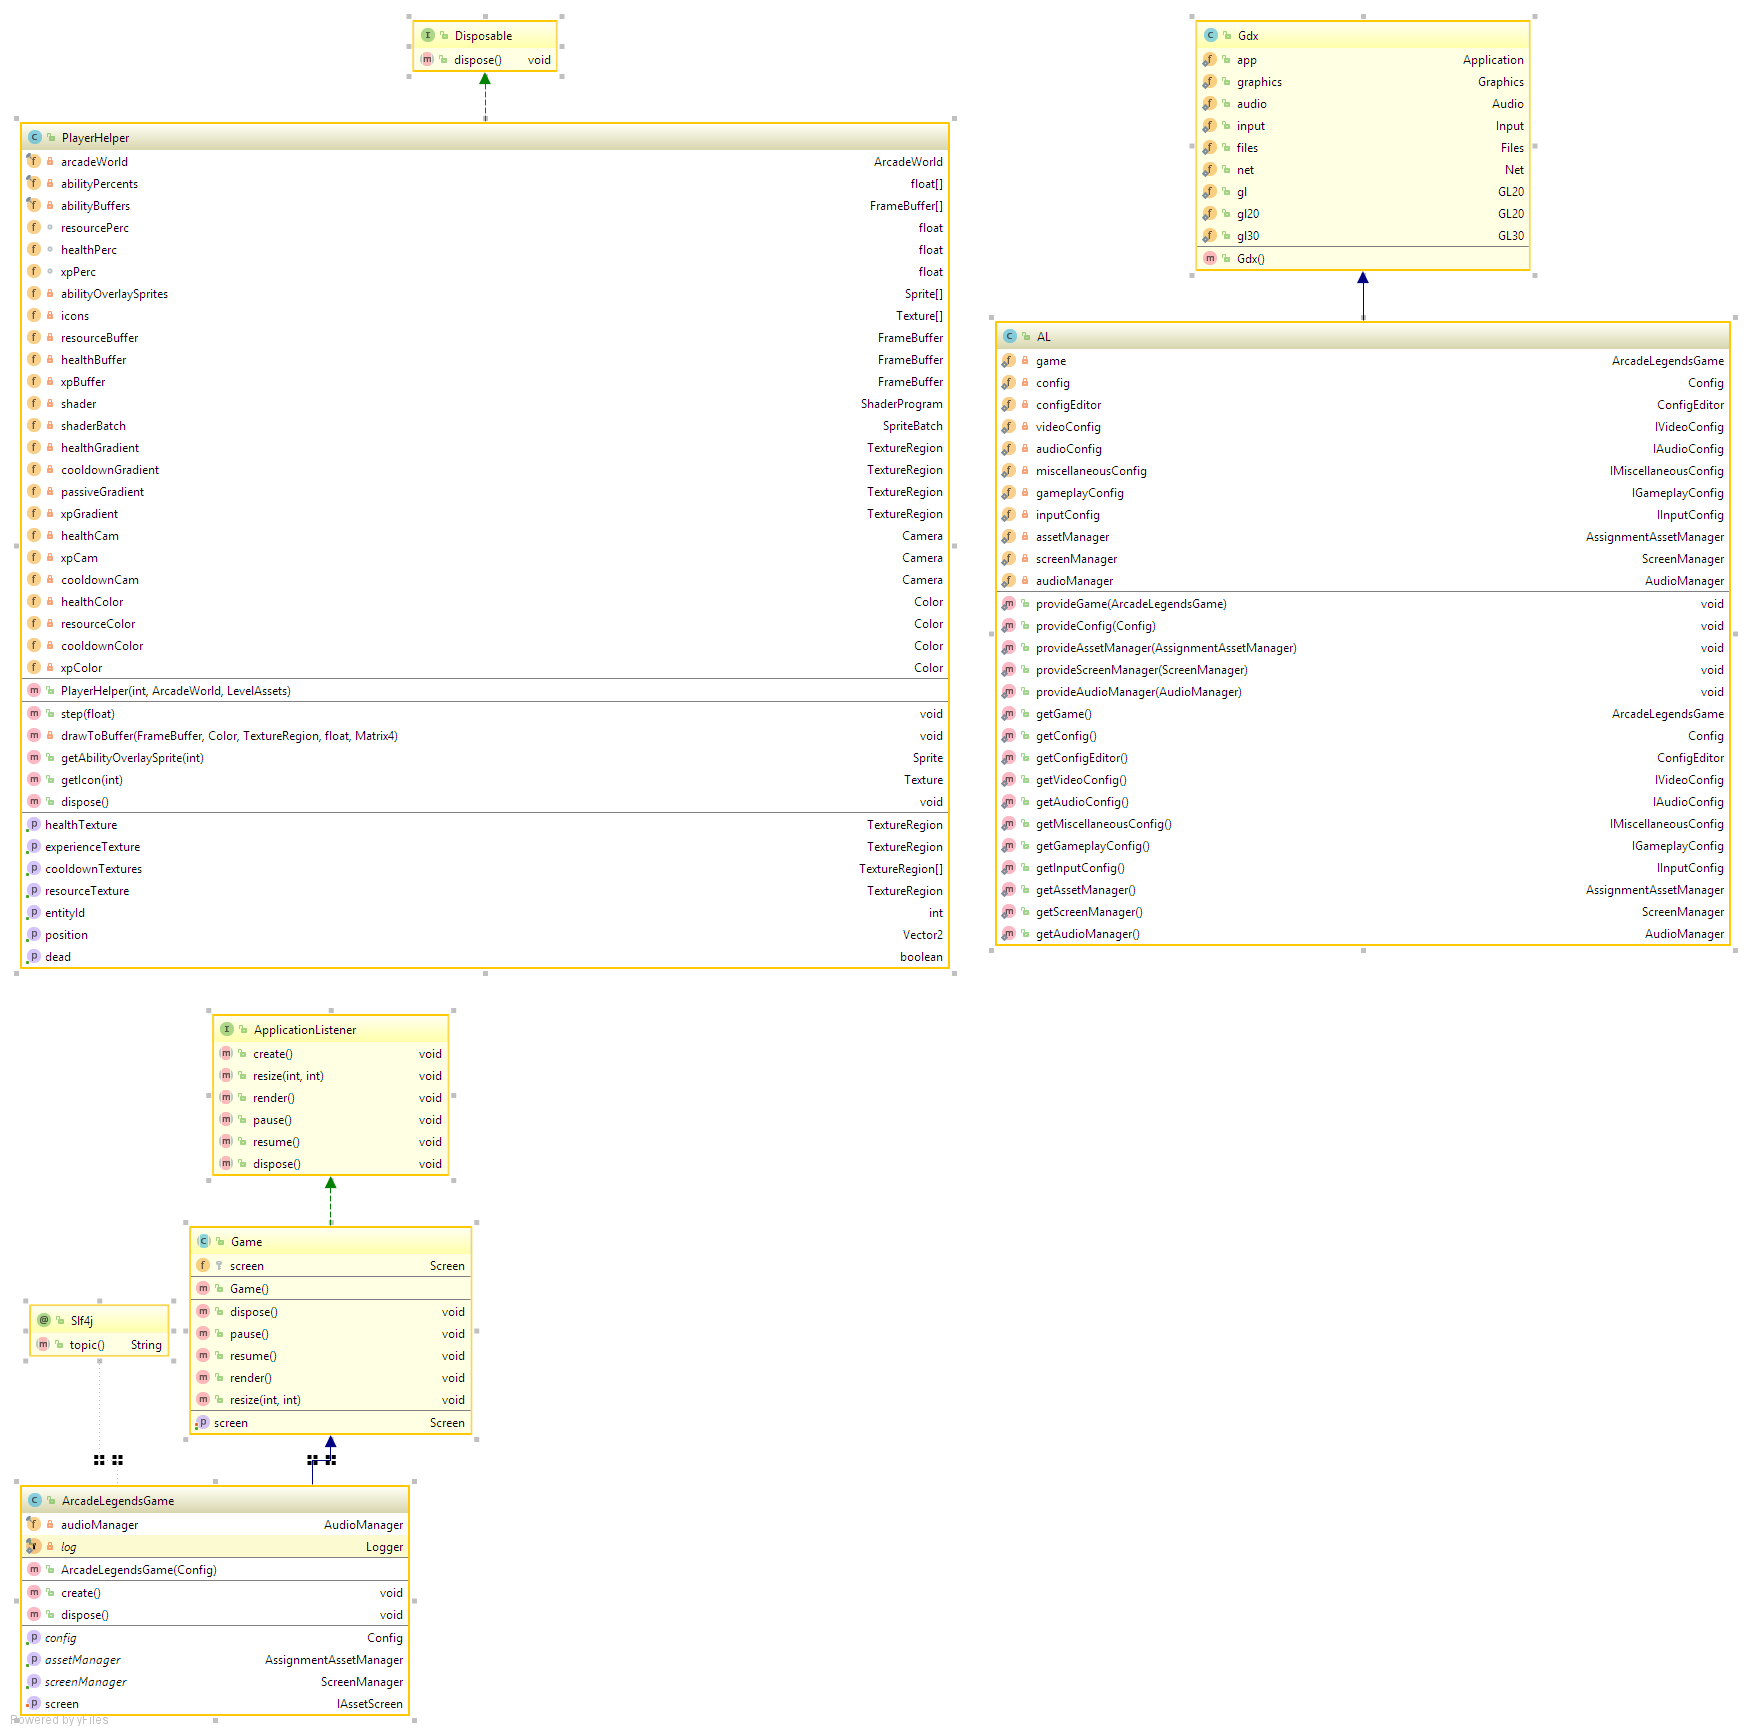 Disposable
dispose() void
PlayerHelper
arcadeWorld ArcadeWorld
abilityPercents float[]
abilityBuffers FrameBuffer[]
resourcePerc float
healthPerc float
xpPerc float
abilityOverlaySprites Sprite[]
icons Texture[]
resourceBuffer FrameBuffer
healthBuffer FrameBuffer
xpBuffer FrameBuffer
shader ShaderProgram
shaderBatch SpriteBatch
healthGradient TextureRegion
cooldownGradient TextureRegion
passiveGradient TextureRegion
xpGradient TextureRegion
healthCam Camera
xpCam Camera
cooldownCam Camera
healthColor Color
resourceColor Color
cooldownColor Color
xpColor Color
PlayerHelper(int, ArcadeWorld, LevelAssets)
step(float) void
drawToBuffer(FrameBuffer, Color, TextureRegion, float, Matrix4) void
getAbilityOverlaySprite(int) Sprite
getIcon(int) Texture
dispose() void
healthTexture TextureRegion
experienceTexture TextureRegion
cooldownTextures TextureRegion[]
resourceTexture TextureRegion
entityId int
position Vector2
dead boolean
Gdx
app Application
graphics Graphics
audio Audio
input Input
files Files
net Net
gl GL20
gl20 GL20
gl30 GL30
Gdx()
AL
game ArcadeLegendsGame
config Config
configEditor ConfigEditor
videoConfig IVideoConfig
audioConfig IAudioConfig
miscellaneousConfig IMiscellaneousConfig
gameplayConfig IGameplayConfig
inputConfig IInputConfig
assetManager AssignmentAssetManager
screenManager ScreenManager
audioManager AudioManager
provideGame(ArcadeLegendsGame) void
provideConfig(Config) void
provideAssetManager(AssignmentAssetManager) void
provideScreenManager(ScreenManager) void
provideAudioManager(AudioManager) void
getGame() ArcadeLegendsGame
getConfig() Config
getConfigEditor() ConfigEditor
getVideoConfig() IVideoConfig
getAudioConfig() IAudioConfig
getMiscellaneousConfig() IMiscellaneousConfig
getGameplayConfig() IGameplayConfig
getInputConfig() IInputConfig
getAssetManager() AssignmentAssetManager
getScreenManager() ScreenManager
getAudioManager() AudioManager
ApplicationListener
create() void
resize(int, int) void
render() void
pause() void
resume() void
dispose() void
Game
screen Screen
Game()
dispose() void
pause() void
resume() void
render() void
resize(int, int) void
screen Screen
Slf4j
topic() String
ArcadeLegendsGame
audioManager AudioManager
log Logger
ArcadeLegendsGame(Config)
create() void
dispose() void
config Config
assetManager AssignmentAssetManager
screenManager ScreenManager
screen IAssetScreen
Powered by yFiles